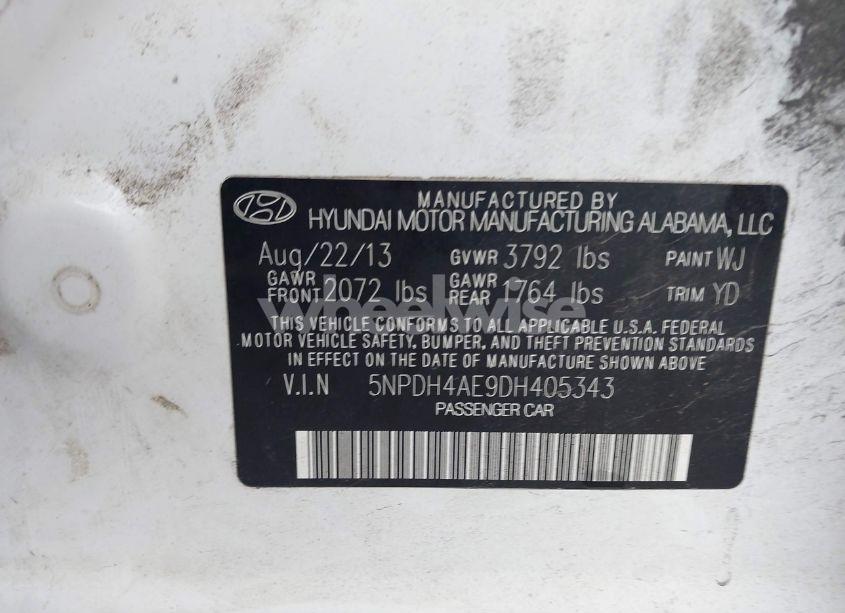 MANUFACTURED BY
HYUNDAI MOTOR MANUFACTURING ALABAMA, LLC
Aug/22/13 GVWR 3792 lbs PAINT WJ
GAWR FRONT 2072 lbs GAWR REAR 1764 lbs TRIM YD
wheelwise
THIS VEHICLE CONFORMS TO ALL APPLICABLE U.S.A. FEDERAL
MOTOR VEHICLE SAFETY, BUMPER, AND THEFT PREVENTION STANDARDS
IN EFFECT ON THE DATE OF MANUFACTURE SHOWN ABOVE
V.I.N 5NPDH4AE9DH405343
PASSENGER CAR